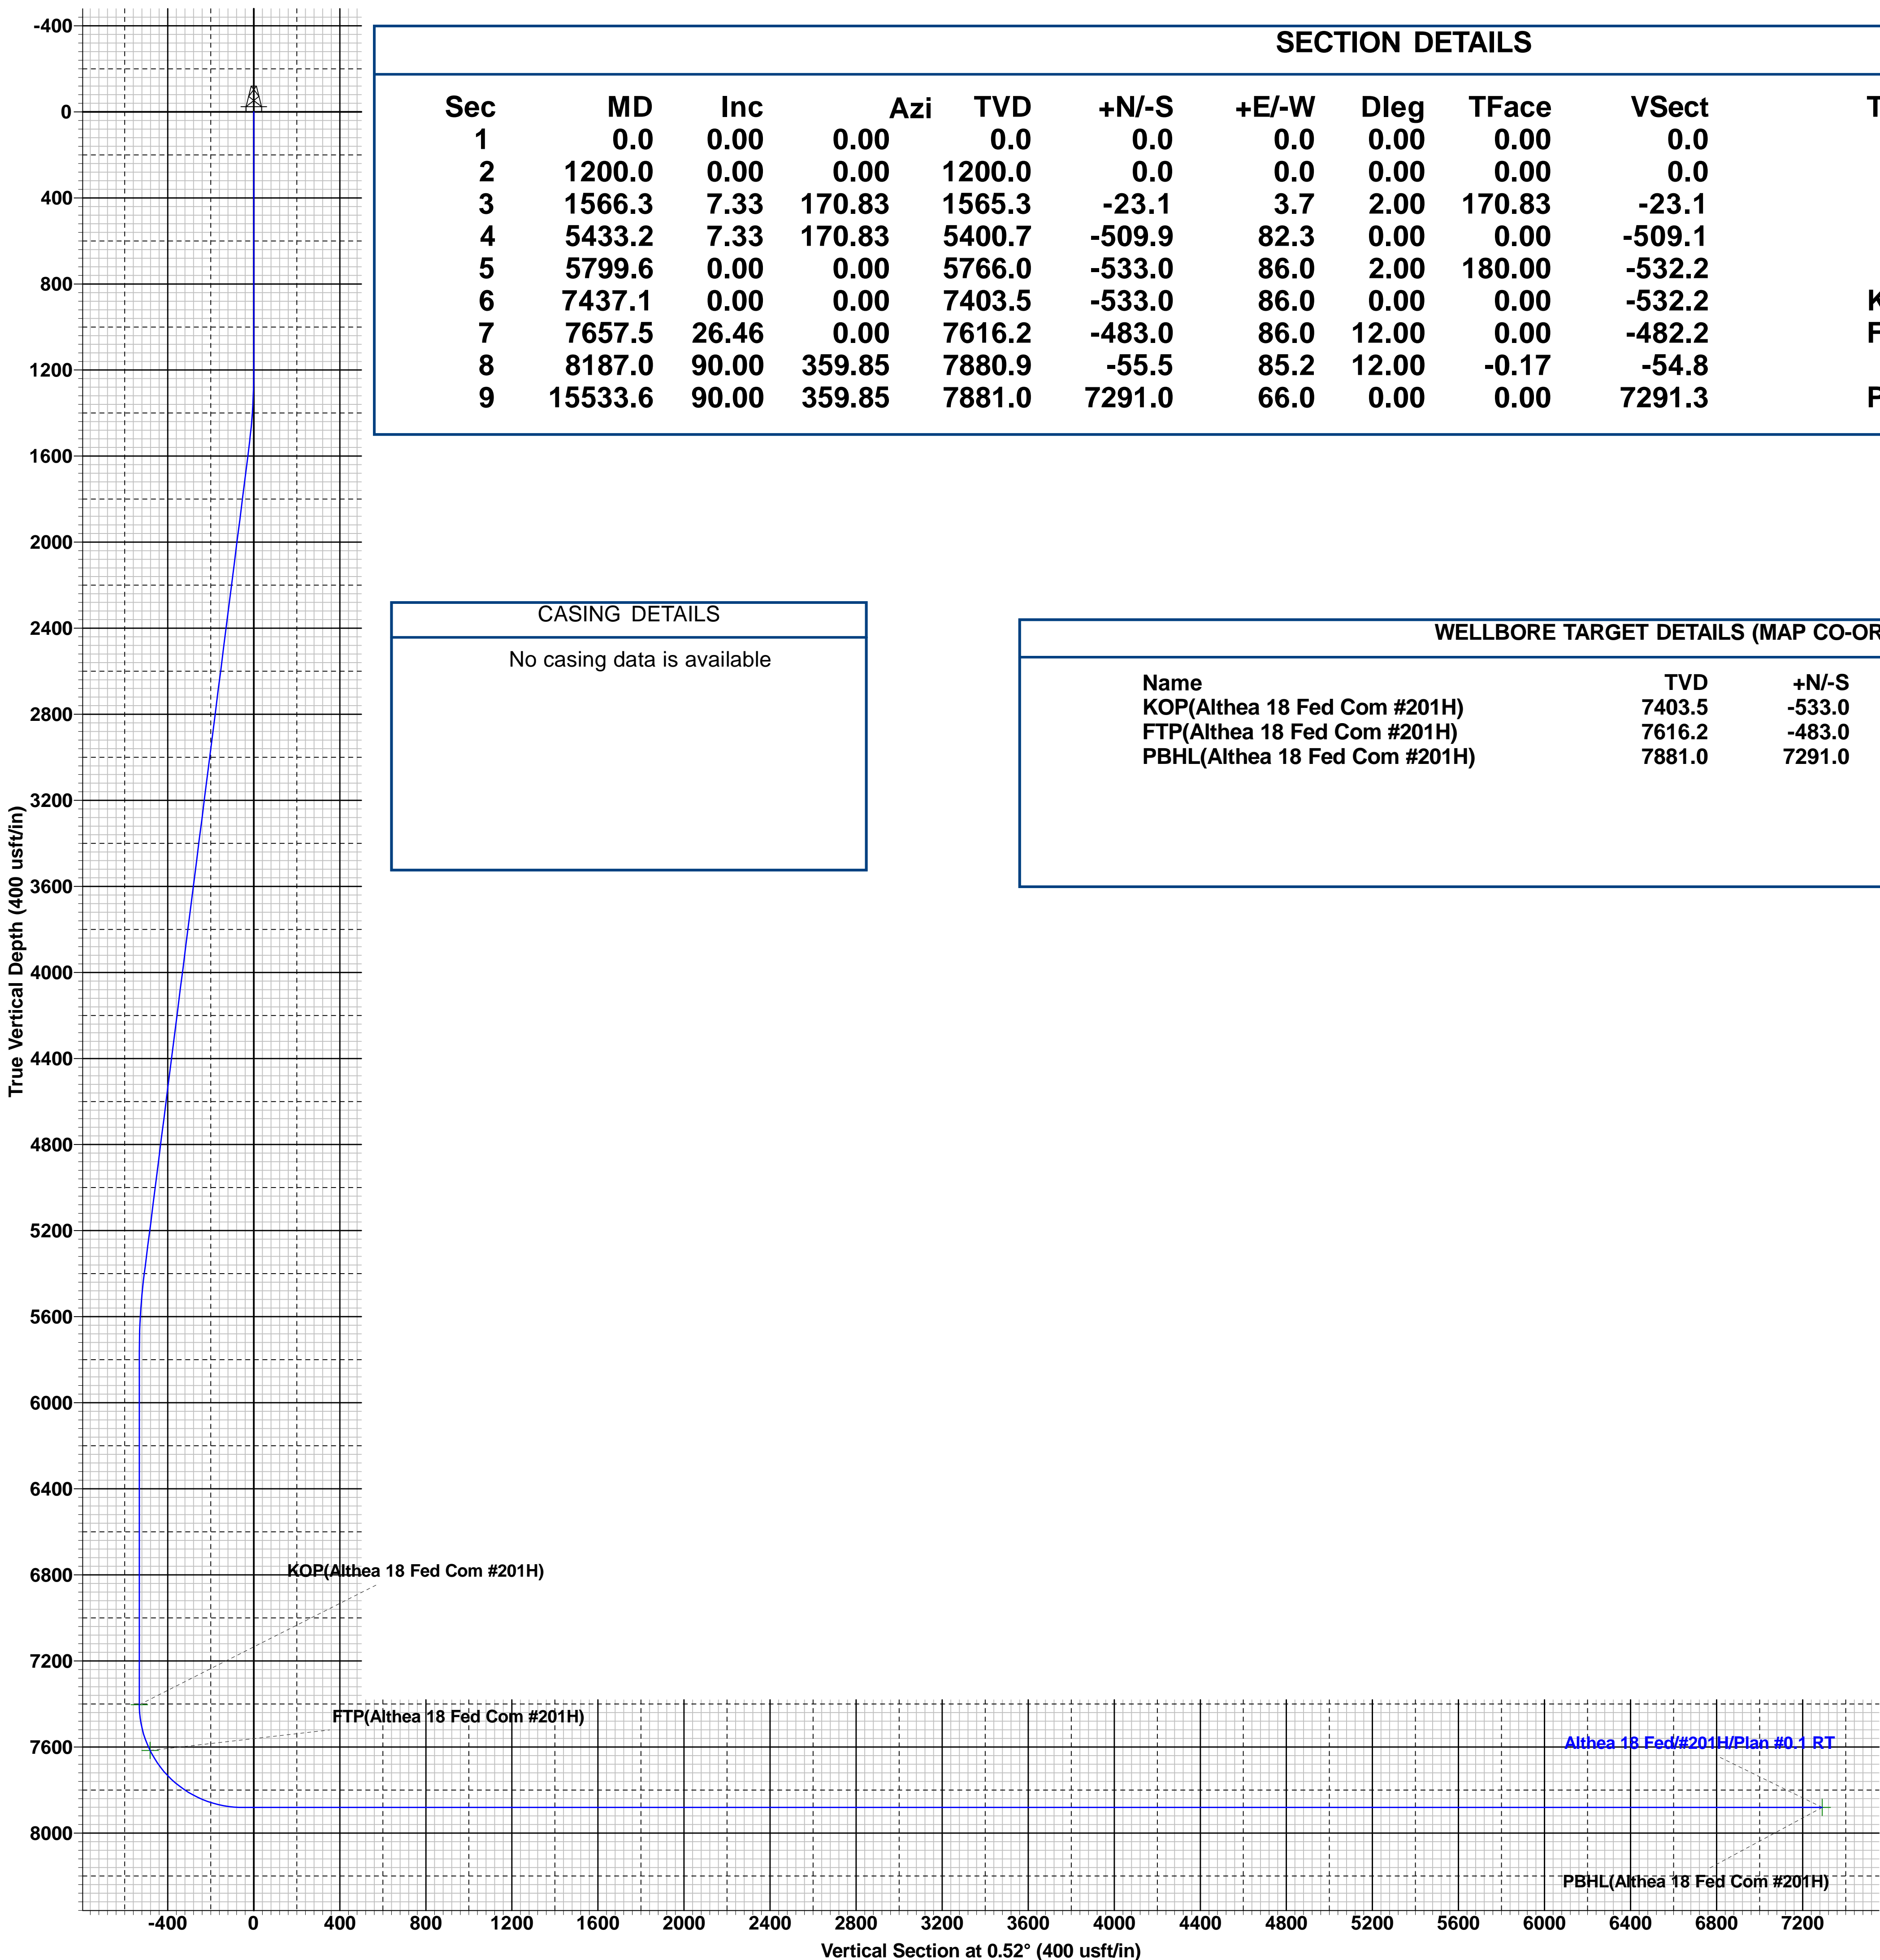 SECTION DETAILS
Sec MD Inc Azi TVD +N/-S +E/-W Dleg TFace VSect T
1 0.0 0.00 0.00 0.0 0.0 0.0 0.00 0.00 0.0
2 1200.0 0.00 0.00 1200.0 0.0 0.0 0.00 0.00 0.0
3 1566.3 7.33 170.83 1565.3 -23.1 3.7 2.00 170.83 -23.1
4 5433.2 7.33 170.83 5400.7 -509.9 82.3 0.00 0.00 -509.1
5 5799.6 0.00 0.00 5766.0 -533.0 86.0 2.00 180.00 -532.2
6 7437.1 0.00 0.00 7403.5 -533.0 86.0 0.00 0.00 -532.2 K
7 7657.5 26.46 0.00 7616.2 -483.0 86.0 12.00 0.00 -482.2 F
8 8187.0 90.00 359.85 7880.9 -55.5 85.2 12.00 -0.17 -54.8
9 15533.6 90.00 359.85 7881.0 7291.0 66.0 0.00 0.00 7291.3 P
CASING DETAILS
No casing data is available
WELLBORE TARGET DETAILS (MAP CO-OR
Name TVD +N/-S
KOP(Althea 18 Fed Com #201H) 7403.5 -533.0
FTP(Althea 18 Fed Com #201H) 7616.2 -483.0
PBHL(Althea 18 Fed Com #201H) 7881.0 7291.0
True Vertical Depth (400 usft/in)
-400
0
400
800
1200
1600
2000
2400
2800
3200
3600
4000
4400
4800
5200
5600
6000
6400
6800
7200
7600
8000
KOP(Althea 18 Fed Com #201H)
FTP(Althea 18 Fed Com #201H)
Althea 18 Fed/#201H/Plan #0.1 RT
PBHL(Althea 18 Fed Com #201H)
-400 0 400 800 1200 1600 2000 2400 2800 3200 3600 4000 4400 4800 5200 5600 6000 6400 6800 7200
Vertical Section at 0.52° (400 usft/in)